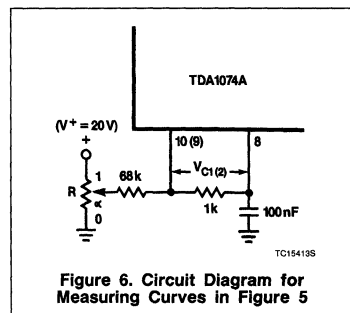 TDA1074A
(V+ = 20 V)
+
10 (9)
8
1
68k
VC1 (2)
R
α
0
1k
100nF
TC15413S
Figure 6. Circuit Diagram for
Measuring Curves in Figure 5